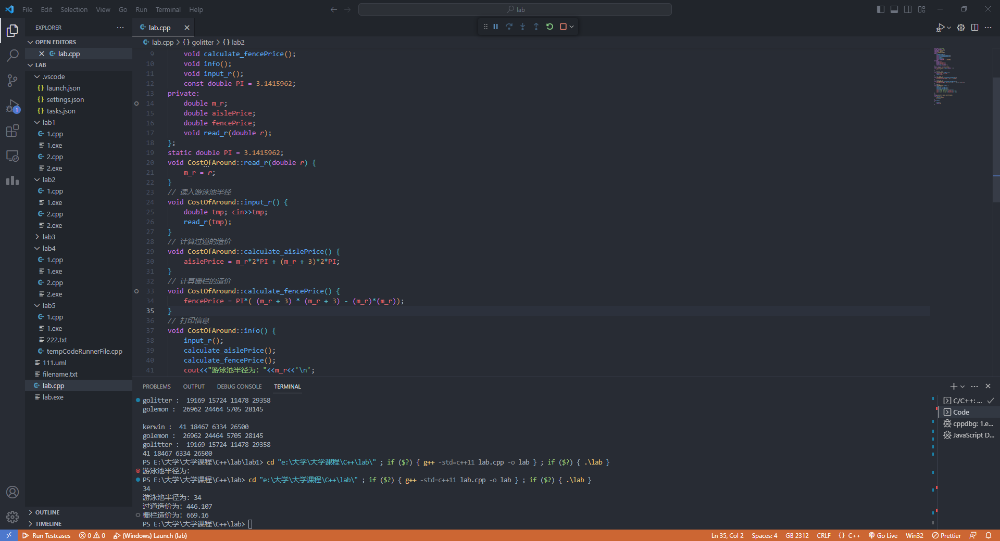 File Edit Selection View Go Run Terminal Help
lab
EXPLORER
OPEN EDITORS
lab.cpp
LAB
.vscode
launch.json
settings.json
tasks.json
lab1
1.cpp
1.exe
2.cpp
2.exe
lab2
1.cpp
1.exe
2.cpp
2.exe
lab3
lab4
1.cpp
1.exe
2.cpp
2.exe
lab5
1.cpp
1.exe
222.txt
tempCodeRunnerFile.cpp
111.uml
filename.txt
lab.cpp
lab.exe
OUTLINE
TIMELINE
1
lab.cpp
lab.cpp > {} golitter > {} lab2
9 void calculate_fencePrice();
10 void info();
11 void input_r();
12 const double PI = 3.1415962;
13 private:
14 double m_r;
15 double aislePrice;
16 double fencePrice;
17 void read_r(double r);
18 };
19 static double PI = 3.1415962;
20 void CostOfAround::read_r(double r) {
21 m_r = r;
22 }
23 // 读入游泳池半径
24 void CostOfAround::input_r() {
25 double tmp; cin>>tmp;
26 read_r(tmp);
27 }
28 // 计算过道的造价
29 void CostOfAround::calculate_aislePrice() {
30 aislePrice = m_r*2*PI + (m_r + 3)*2*PI;
31 }
32 // 计算栅栏的造价
33 void CostOfAround::calculate_fencePrice() {
34 fencePrice = PI*( (m_r + 3) * (m_r + 3) - (m_r)*(m_r));
35 }
36 // 打印信息
37 void CostOfAround::info() {
38 input_r();
39 calculate_aislePrice();
40 calculate_fencePrice();
41 cout<<"游泳池半径为: "<<m_r<<'\n';
PROBLEMS OUTPUT DEBUG CONSOLE TERMINAL
golitter :  19169 15724 11478 29358
golemon :  26962 24464 5705 28145
kerwin :  41 18467 6334 26500
golemon :  26962 24464 5705 28145
golitter :  19169 15724 11478 29358
41 18467 6334 26500
PS E:\大学\大学课程\C++\lab\lab1> cd "e:\大学\大学课程\C++\lab\" ; if ($?) { g++ -std=c++11 lab.cpp -o lab } ; if ($?) { .\lab }
游泳池半径为:
PS E:\大学\大学课程\C++\lab> cd "e:\大学\大学课程\C++\lab\" ; if ($?) { g++ -std=c++11 lab.cpp -o lab } ; if ($?) { .\lab }
34
游泳池半径为: 34
过道造价为: 446.107
栅栏造价为: 669.16
PS E:\大学\大学课程\C++\lab>
C/C++: ...
Code
cppdbg: 1.e...
JavaScript D...
Run Testcases 0 0 (Windows) Launch (lab)
Ln 35, Col 2 Spaces: 4 GB 2312 CRLF {} C++ Go Live Win32 Prettier